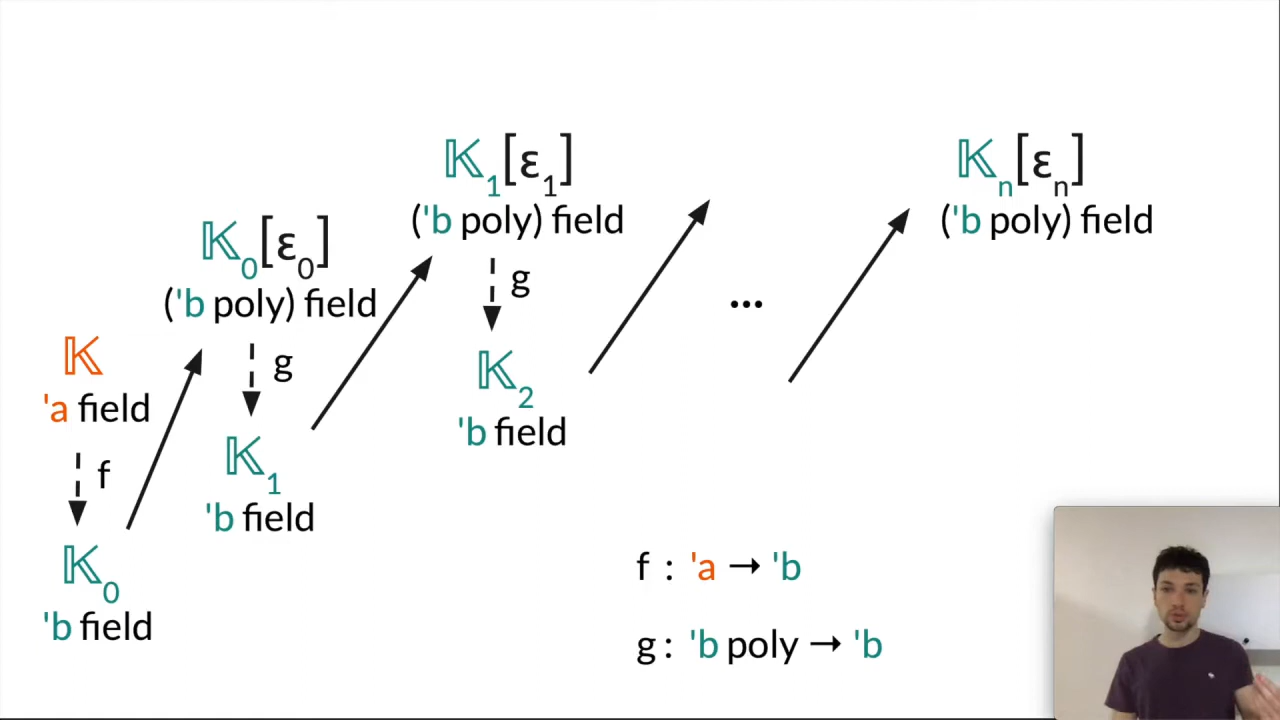 𝕂
'a field
f
𝕂₀
'b field
𝕂₀[ε₀]
('b poly) field
g
𝕂₁
'b field
𝕂₁[ε₁]
('b poly) field
g
𝕂₂
'b field
...
𝕂ₙ[εₙ]
('b poly) field
f : 'a → 'b
g : 'b poly → 'b